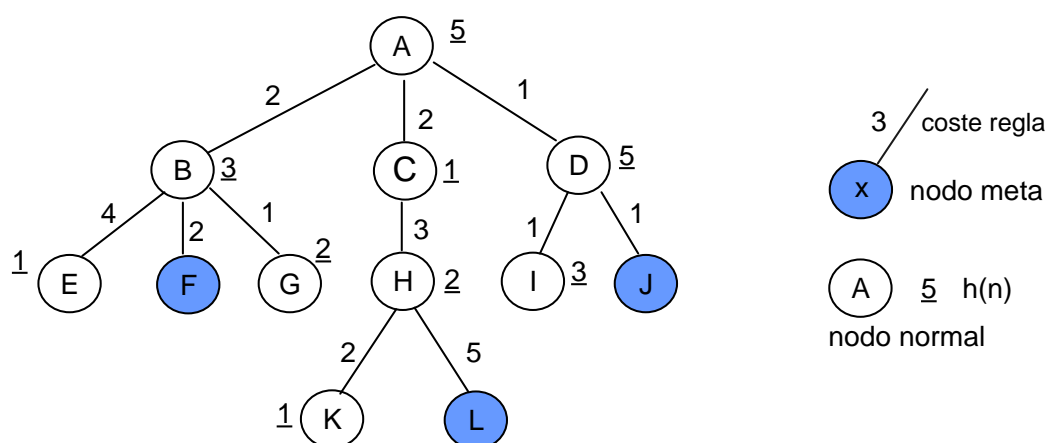 A 5
2 2 1
3 coste regla
B 3 C 1 D 5
x nodo meta
4 2 1 3 1 1
1 E F G 2 H 2 I 3 J
A 5 h(n)
nodo normal
2 5
1 K L